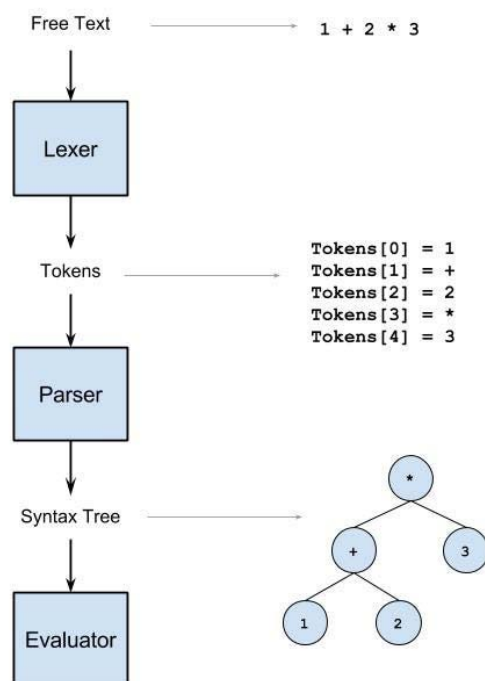 Free Text
1 + 2 * 3
Lexer
Tokens
Tokens[0] = 1
Tokens[1] = +
Tokens[2] = 2
Tokens[3] = *
Tokens[4] = 3
Parser
Syntax Tree
*
+
3
1
2
Evaluator